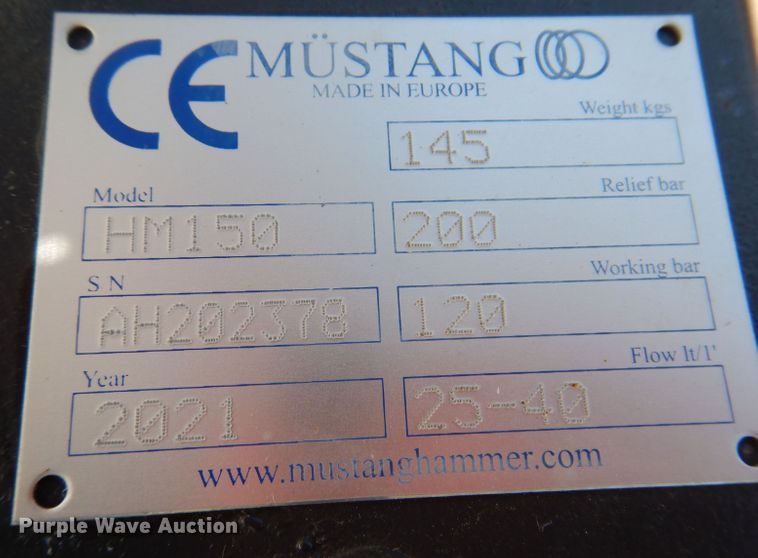 CE MÜSTANG
MADE IN EUROPE
Weight kgs
145
Model
HM150
Relief bar
200
S N
AH202378
Working bar
120
Year
2021
Flow lt/1'
25-40
www.mustanghammer.com
Purple Wave Auction